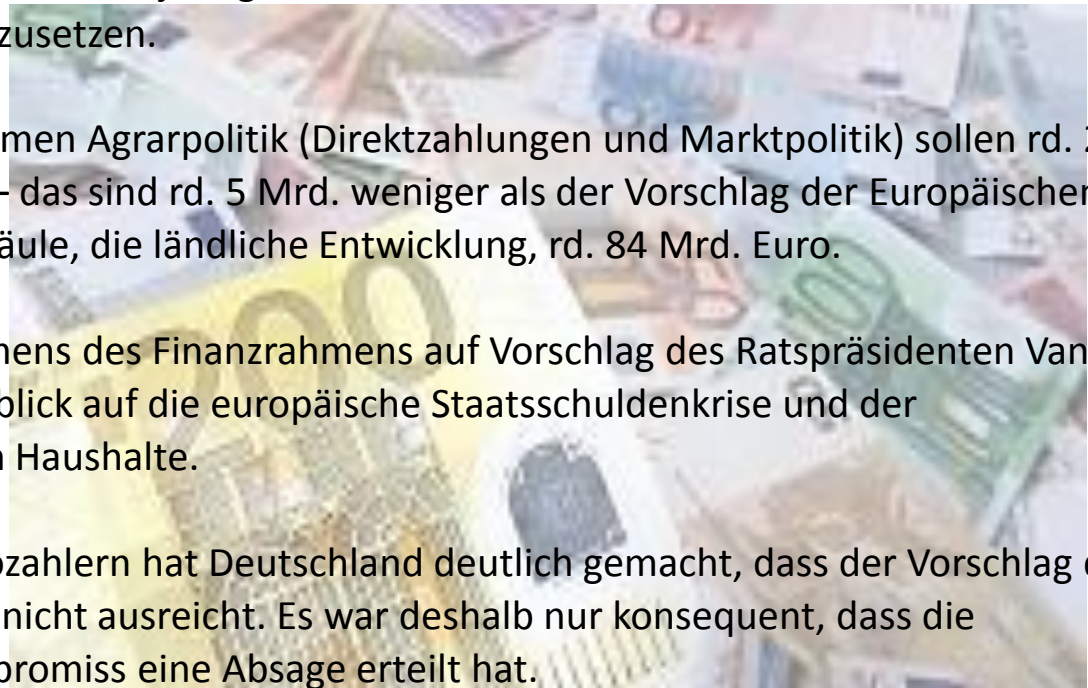 zusetzen.
men Agrarpolitik (Direktzahlungen und Marktpolitik) sollen rd.
– das sind rd. 5 Mrd. weniger als der Vorschlag der Europäischen
äule, die ländliche Entwicklung, rd. 84 Mrd. Euro.
nens des Finanzrahmens auf Vorschlag des Ratspräsidenten Van
blick auf die europäische Staatsschuldenkrise und der
n Haushalte.
ozahlern hat Deutschland deutlich gemacht, dass der Vorschlag
nicht ausreicht. Es war deshalb nur konsequent, dass die
promiss eine Absage erteilt hat.
200
100